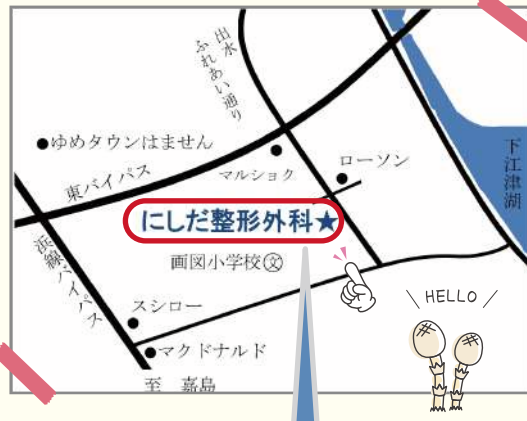 出水
ふれあい通り
●ゆめタウンはません
東バイパス
マルショク
ローソン
下江津湖
にしだ整形外科★
画図小学校㉆
浜線バイパス
スシロー
HELLO
マクドナルド
至 嘉島